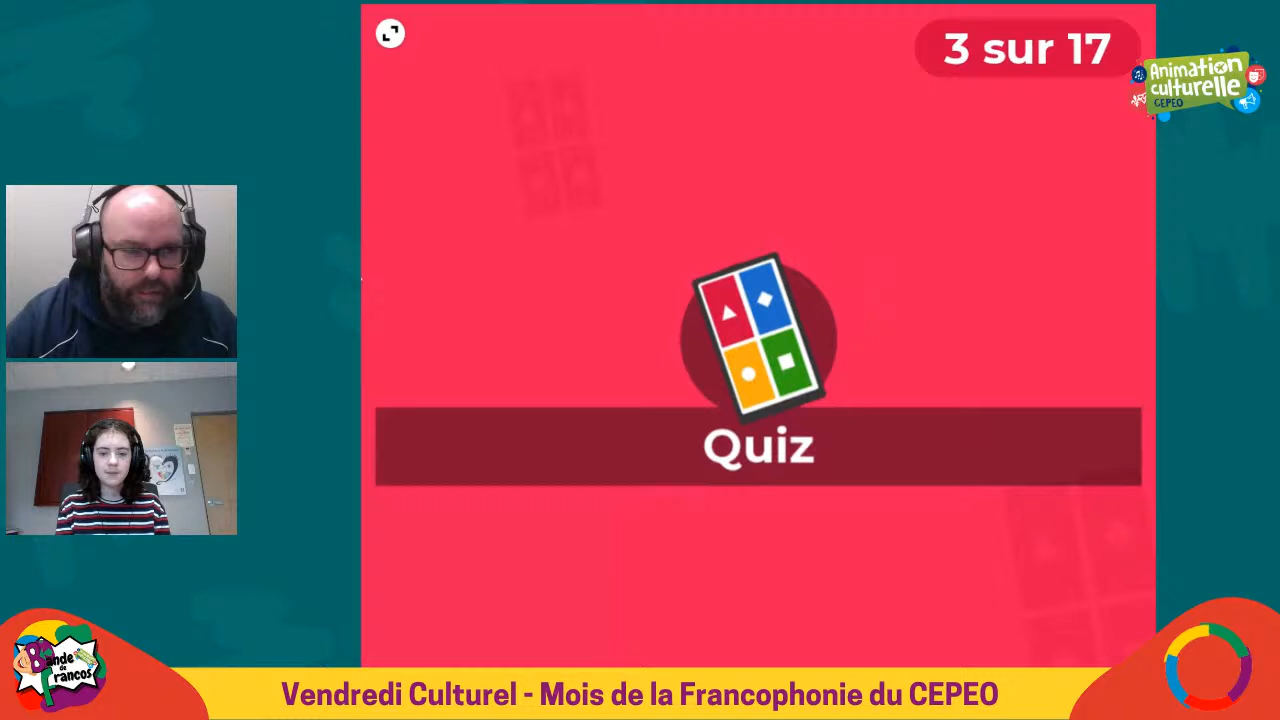 3 sur 17
Animation
culturelle
CEPEO
Quiz
Bande
de
Francos
Vendredi Culturel - Mois de la Francophonie du CEPEO